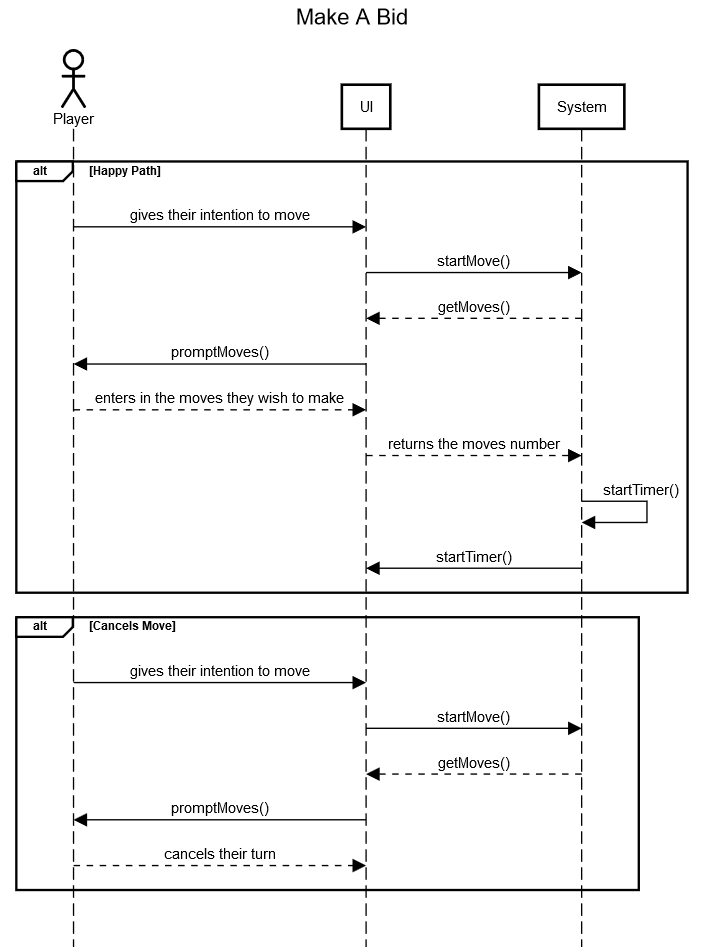 Make A Bid
Player
UI
System
alt [Happy Path]
gives their intention to move
startMove()
getMoves()
promptMoves()
enters in the moves they wish to make
returns the moves number
startTimer()
startTimer()
alt [Cancels Move]
gives their intention to move
startMove()
getMoves()
promptMoves()
cancels their turn